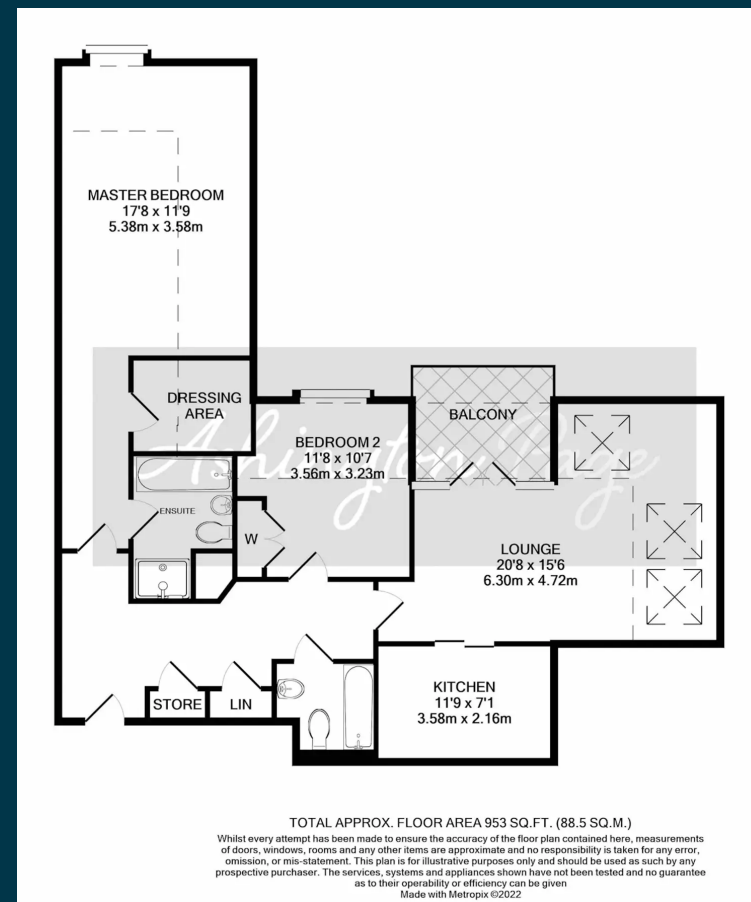 MASTER BEDROOM
17'8 x 11'9
5.38m x 3.58m
DRESSING
AREA
BALCONY
BEDROOM 2
11'8 x 10'7
3.56m x 3.23m
Ashington Page
ENSUITE
W
LOUNGE
20'8 x 15'6
6.30m x 4.72m
KITCHEN
11'9 x 7'1
3.58m x 2.16m
STORE
LIN
TOTAL APPROX. FLOOR AREA 953 SQ.FT. (88.5 SQ.M.)
Whilst every attempt has been made to ensure the accuracy of the floor plan contained here, measurements
of doors, windows, rooms and any other items are approximate and no responsibility is taken for any error,
omission, or mis-statement. This plan is for illustrative purposes only and should be used as such by any
prospective purchaser. The services, systems and appliances shown have not been tested and no guarantee
as to their operability or efficiency can be given
Made with Metropix ©2022